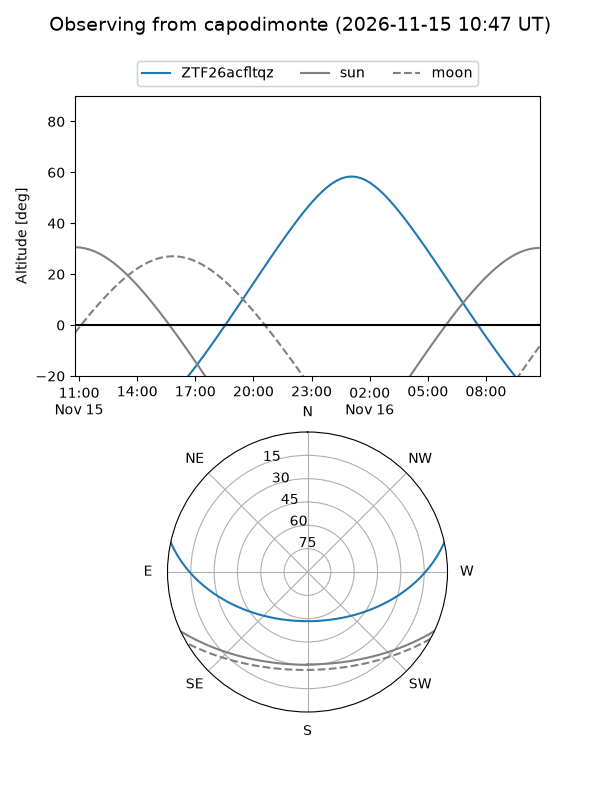 Observing from capodimonte (2026-11-15 10:47 UT)
ZTF26acfltqz
sun
moon
Altitude [deg]
80
60
40
20
0
−20
11:00
Nov 15
14:00
17:00
20:00
23:00
02:00
Nov 16
05:00
08:00
N
NE
NW
15
30
45
60
75
E
W
SE
SW
S